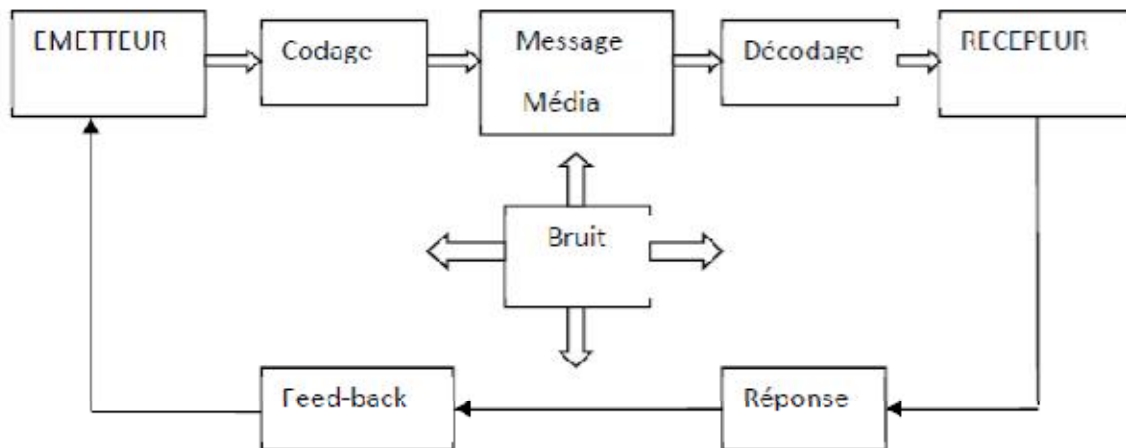 EMETTEUR
Codage
Message
Média
Décodage
RECEPEUR
Bruit
Feed-back
Réponse